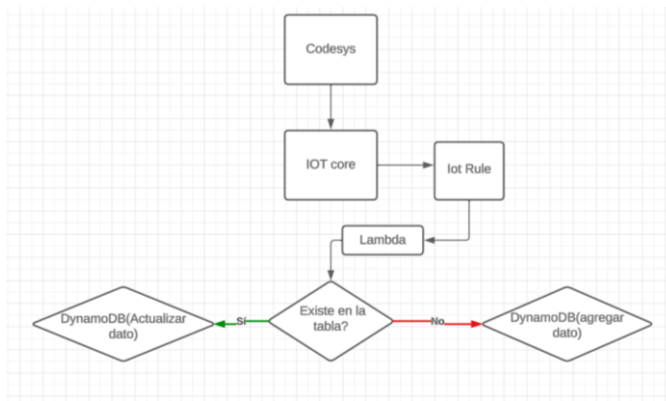 Codesys
IOT core
Iot Rule
Lambda
Existe en la
tabla?
DynamoDB(Actualizar
dato)
Sí
No
DynamoDB(agregar
dato)